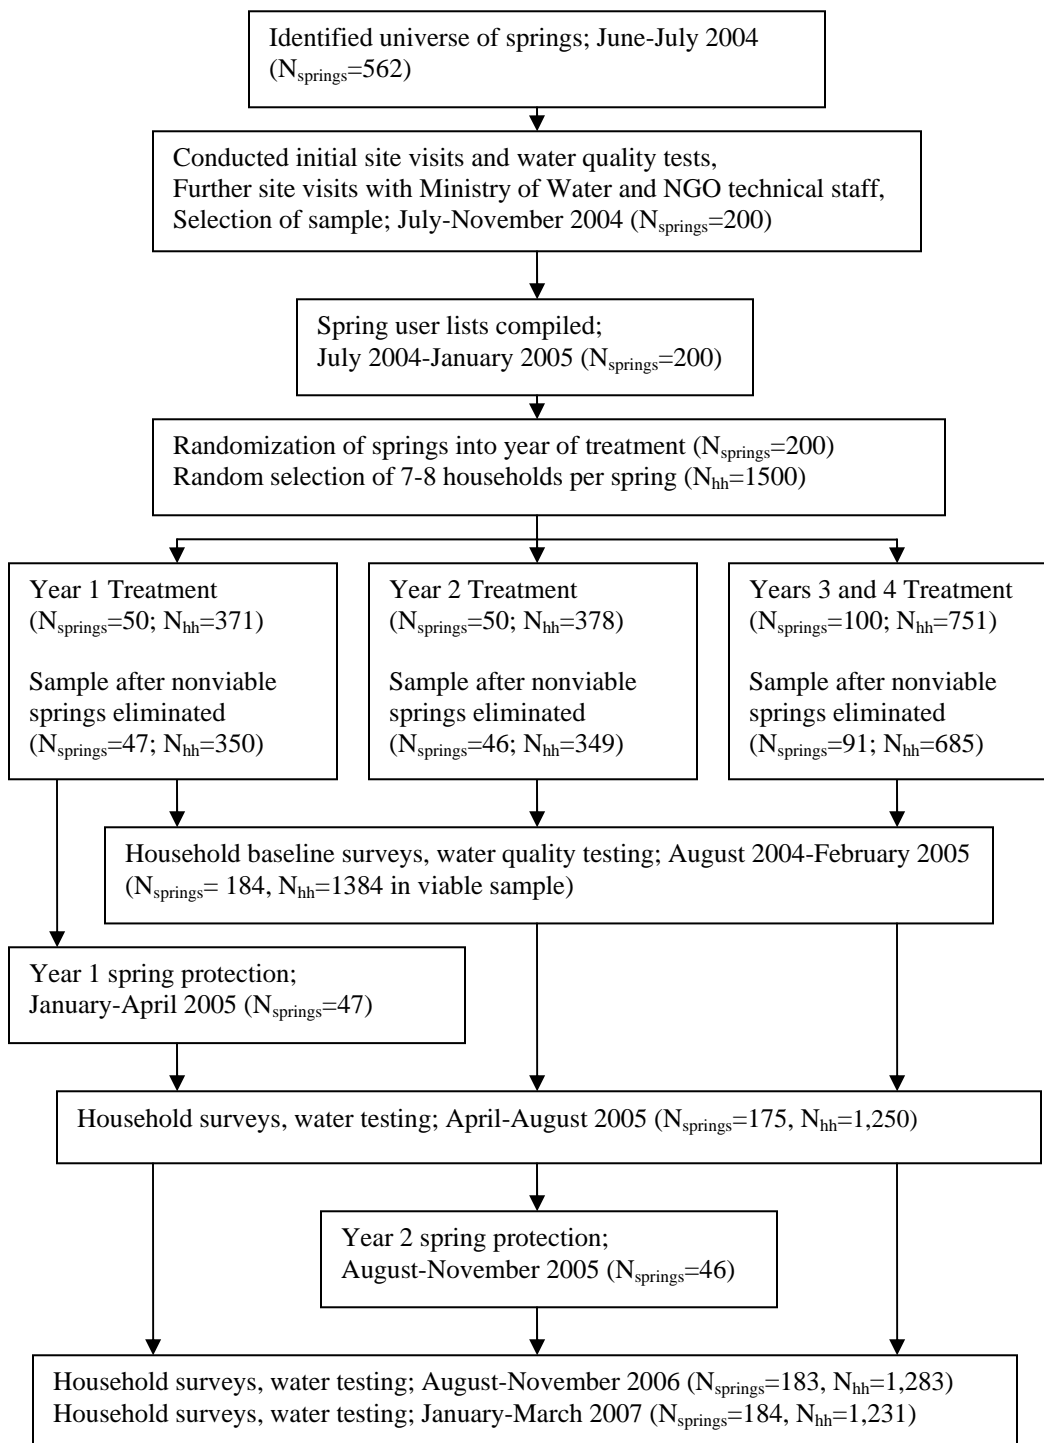 Identified universe of springs; June-July 2004
(Nsprings=562)
Conducted initial site visits and water quality tests,
Further site visits with Ministry of Water and NGO technical staff,
Selection of sample; July-November 2004 (Nsprings=200)
Spring user lists compiled;
July 2004-January 2005 (Nsprings=200)
Randomization of springs into year of treatment (Nsprings=200)
Random selection of 7-8 households per spring (Nhh=1500)
Year 1 Treatment
(Nsprings=50; Nhh=371)
Sample after nonviable
springs eliminated
(Nsprings=47; Nhh=350)
Year 2 Treatment
(Nsprings=50; Nhh=378)
Sample after nonviable
springs eliminated
(Nsprings=46; Nhh=349)
Years 3 and 4 Treatment
(Nsprings=100; Nhh=751)
Sample after nonviable
springs eliminated
(Nsprings=91; Nhh=685)
Household baseline surveys, water quality testing; August 2004-February 2005
(Nsprings= 184, Nhh=1384 in viable sample)
Year 1 spring protection;
January-April 2005 (Nsprings=47)
Household surveys, water testing; April-August 2005 (Nsprings=175, Nhh=1,250)
Year 2 spring protection;
August-November 2005 (Nsprings=46)
Household surveys, water testing; August-November 2006 (Nsprings=183, Nhh=1,283)
Household surveys, water testing; January-March 2007 (Nsprings=184, Nhh=1,231)